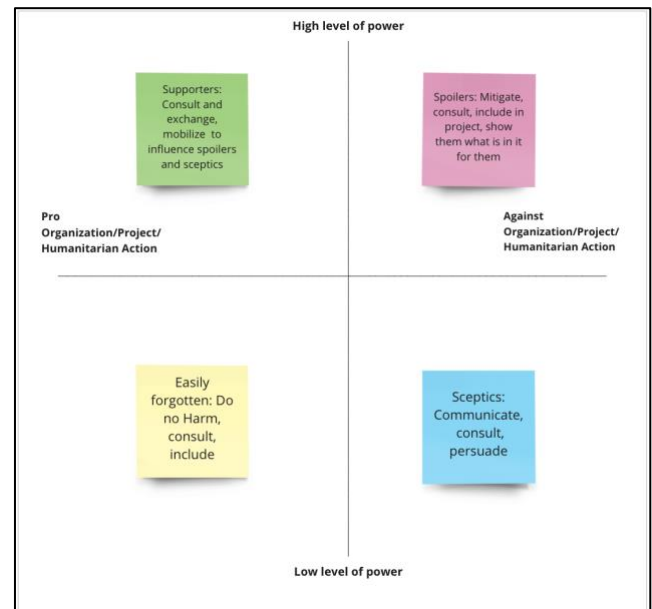 High level of power
Supporters:
Consult and
exchange,
mobilize to
influence spoilers
and sceptics
Spoilers: Mitigate,
consult, include in
project, show
them what is in it
for them
Pro
Organization/Project/
Humanitarian Action
Against
Organization/Project/
Humanitarian Action
Easily
forgotten: Do
no Harm,
consult,
include
Sceptics:
Communicate,
consult,
persuade
Low level of power